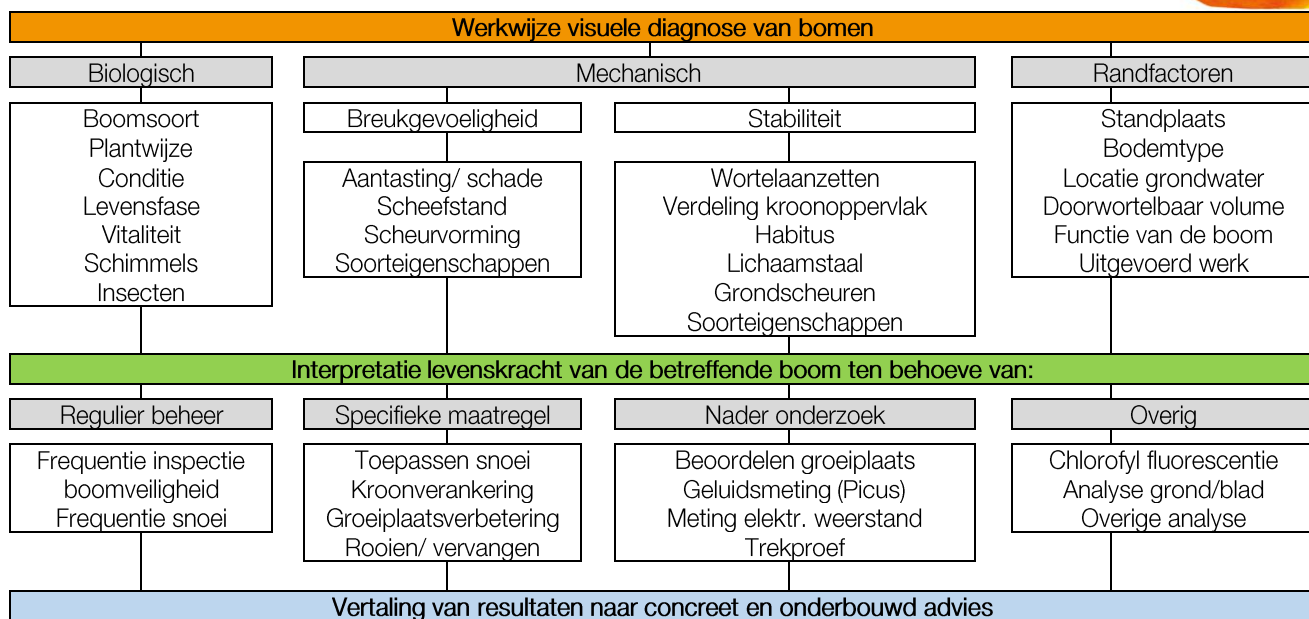 Werkwijze visuele diagnose van bomen
Biologisch
Boomsoort
Plantwijze
Conditie
Levensfase
Vitaliteit
Schimmels
Insecten
Mechanisch
Breukgevoeligheid
Aantasting/ schade
Scheefstand
Scheurvorming
Soorteigenschappen
Stabiliteit
Wortelaanzetten
Verdeling kroonoppervlak
Habitus
Lichaamstaal
Grondscheuren
Soorteigenschappen
Randfactoren
Standplaats
Bodemtype
Locatie grondwater
Doorwortelbaar volume
Functie van de boom
Uitgevoerd werk
Interpretatie levenskracht van de betreffende boom ten behoeve van:
Regulier beheer
Frequentie inspectie
boomveiligheid
Frequentie snoei
Specifieke maatregel
Toepassen snoei
Kroonverankering
Groeiplaatsverbetering
Rooien/ vervangen
Nader onderzoek
Beoordelen groeiplaats
Geluidsmeting (Picus)
Meting elektr. weerstand
Trekproef
Overig
Chlorofyl fluorescentie
Analyse grond/blad
Overige analyse
Vertaling van resultaten naar concreet en onderbouwd advies